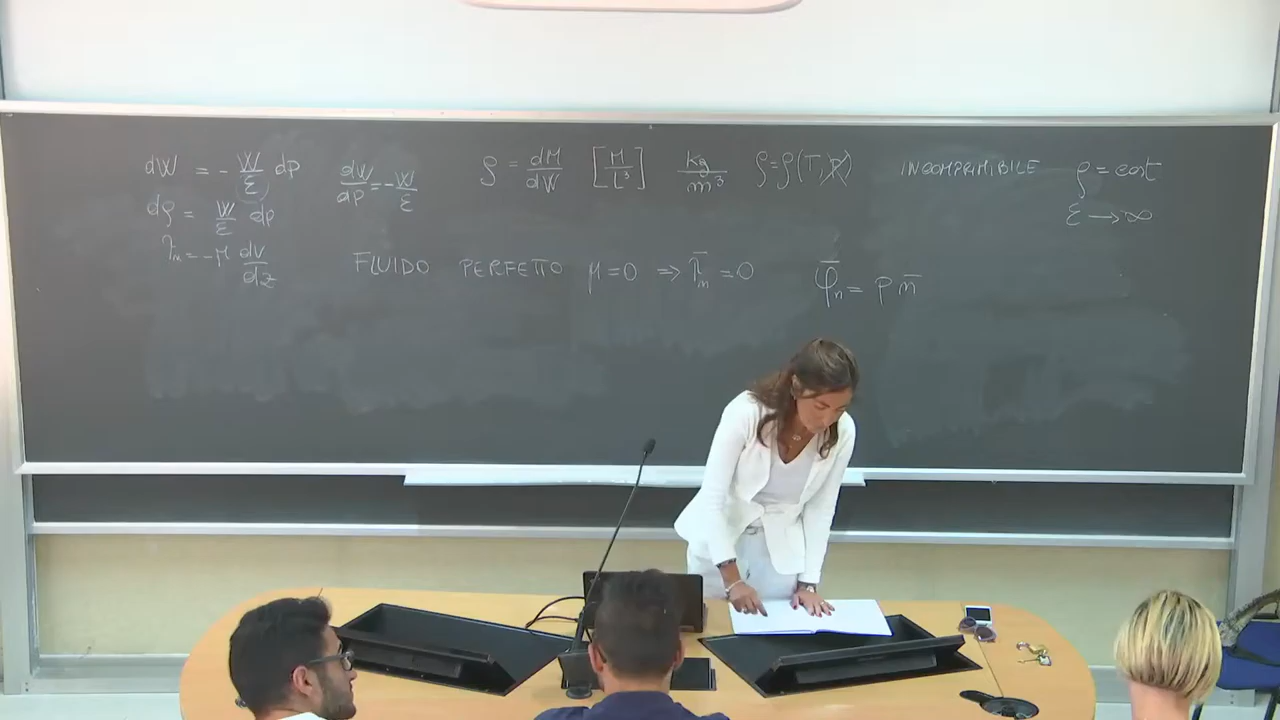 dW = - W/ε dp    dW/dp = - W/ε    ρ = dM/dW    [M/L³]    kg/m³    ρ=ρ(T,p)    INCOMPRIMIBILE    ρ = cost
dρ = W/ε dp    ε → ∞
τn = -μ dv/dz    FLUIDO PERFETTO    μ = 0 ⇒ τ̄n = 0    φ̄n = p n̄